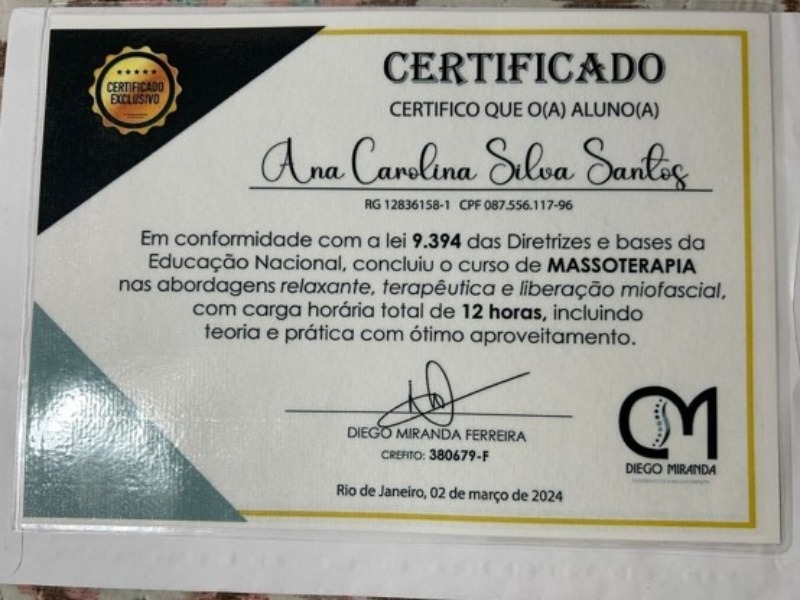 ★★★★★
CERTIFICADO
EXCLUSIVO
CERTIFICADO
CERTIFICO QUE O(A) ALUNO(A)
Ana Carolina Silva Santos
RG 12836158-1 CPF 087.556.117-96
Em conformidade com a lei 9.394 das Diretrizes e bases da
Educação Nacional, concluiu o curso de MASSOTERAPIA
nas abordagens relaxante, terapêutica e liberação miofascial,
com carga horária total de 12 horas, incluindo
teoria e prática com ótimo aproveitamento.
DIEGO MIRANDA FERREIRA
CREFITO: 380679-F
DM
DIEGO MIRANDA
Rio de Janeiro, 02 de março de 2024